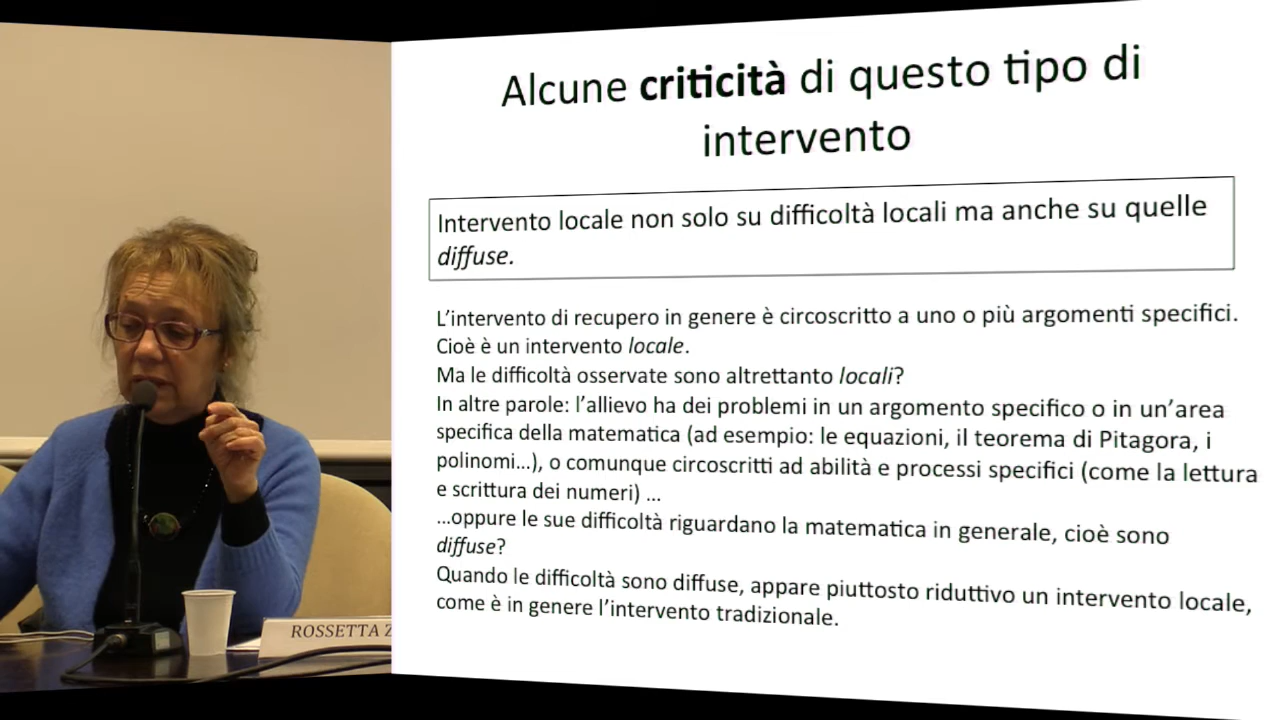 Alcune criticità di questo tipo di
intervento
Intervento locale non solo su difficoltà locali ma anche su quelle
diffuse.
L'intervento di recupero in genere è circoscritto a uno o più argomenti specifici.
Cioè è un intervento locale.
Ma le difficoltà osservate sono altrettanto locali?
In altre parole: l'allievo ha dei problemi in un argomento specifico o in un'area
specifica della matematica (ad esempio: le equazioni, il teorema di Pitagora, i
polinomi...), o comunque circoscritti ad abilità e processi specifici (come la lettura
e scrittura dei numeri) ...
...oppure le sue difficoltà riguardano la matematica in generale, cioè sono
diffuse?
Quando le difficoltà sono diffuse, appare piuttosto riduttivo un intervento locale,
come è in genere l'intervento tradizionale.
ROSSETTA Z